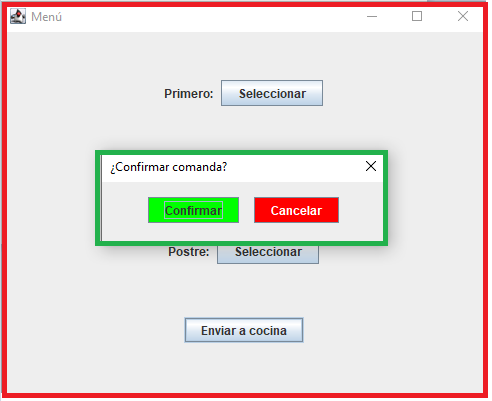 Menú
Primero: Seleccionar
¿Confirmar comanda?
Confirmar Cancelar
Postre: Seleccionar
Enviar a cocina